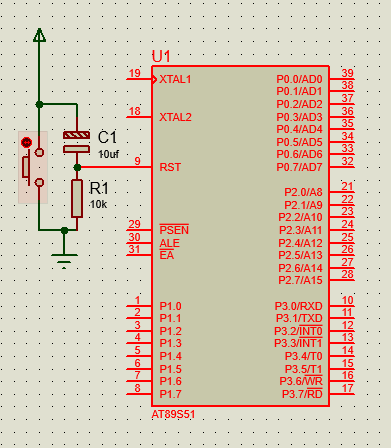 U1
19 XTAL1 P0.0/AD0 39
P0.1/AD1 38
P0.2/AD2 37
18 XTAL2 P0.3/AD3 36
P0.4/AD4 35
P0.5/AD5 34
P0.6/AD6 33
9 RST P0.7/AD7 32
C1
10uf
R1
10k
P2.0/A8 21
P2.1/A9 22
P2.2/A10 23
29 PSEN P2.3/A11 24
30 ALE P2.4/A12 25
31 EA P2.5/A13 26
P2.6/A14 27
P2.7/A15 28
1 P1.0 P3.0/RXD 10
2 P1.1 P3.1/TXD 11
3 P1.2 P3.2/INT0 12
4 P1.3 P3.3/INT1 13
5 P1.4 P3.4/T0 14
6 P1.5 P3.5/T1 15
7 P1.6 P3.6/WR 16
8 P1.7 P3.7/RD 17
AT89S51